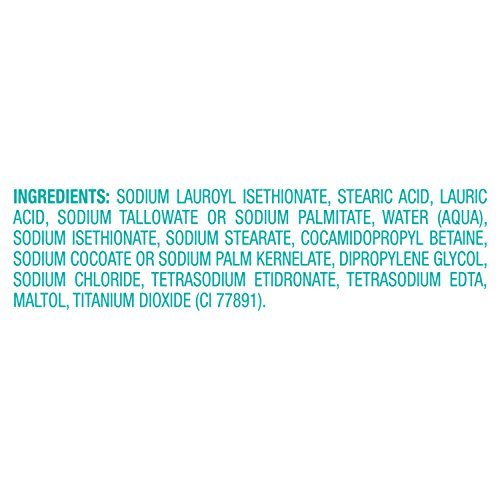 INGREDIENTS: SODIUM LAUROYL ISETHIONATE, STEARIC ACID, LAURIC
ACID, SODIUM TALLOWATE OR SODIUM PALMITATE, WATER (AQUA),
SODIUM ISETHIONATE, SODIUM STEARATE, COCAMIDOPROPYL BETAINE,
SODIUM COCOATE OR SODIUM PALM KERNELATE, DIPROPYLENE GLYCOL,
SODIUM CHLORIDE, TETRASODIUM ETIDRONATE, TETRASODIUM EDTA,
MALTOL, TITANIUM DIOXIDE (CI 77891).